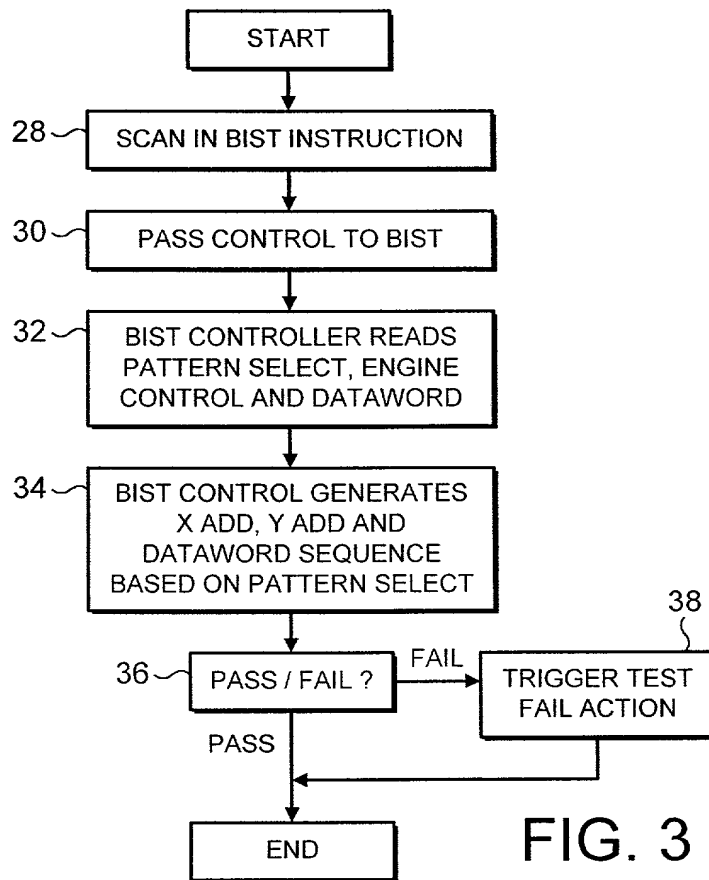 START
28
SCAN IN BIST INSTRUCTION
30
PASS CONTROL TO BIST
32
BIST CONTROLLER READS
PATTERN SELECT, ENGINE
CONTROL AND DATAWORD
34
BIST CONTROL GENERATES
X ADD, Y ADD AND
DATAWORD SEQUENCE
BASED ON PATTERN SELECT
36
PASS / FAIL ?
FAIL
38
TRIGGER TEST
FAIL ACTION
PASS
END
FIG. 3